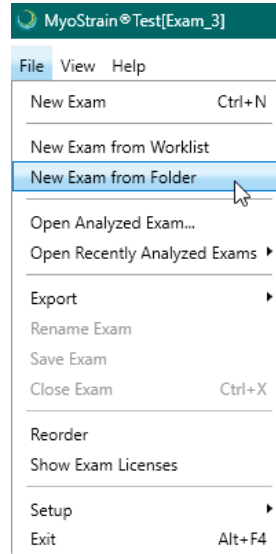 MyoStrain®Test[Exam_3]
File View Help
New Exam Ctrl+N
New Exam from Worklist
New Exam from Folder
Open Analyzed Exam...
Open Recently Analyzed Exams
Export
Rename Exam
Save Exam
Close Exam Ctrl+X
Reorder
Show Exam Licenses
Setup
Exit Alt+F4